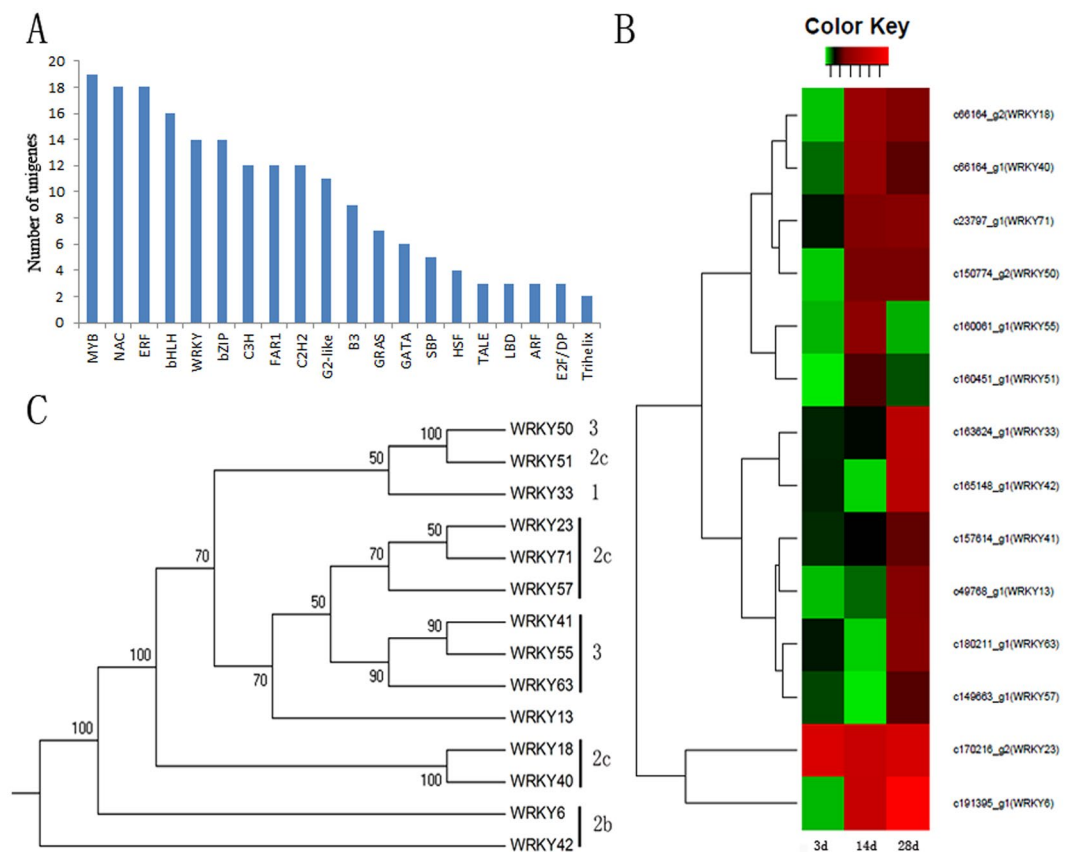 A
Number of unigenes
20
18
16
14
12
10
8
6
4
2
0
MYB
NAC
ERF
bHLH
WRKY
bZIP
C3H
FAR1
C2H2
G2-like
B3
GRAS
GATA
SBP
HSF
TALE
LBD
ARF
E2F/DP
Trihelix
B
Color Key
c66164_g2(WRKY18)
c66164_g1(WRKY40)
c23797_g1(WRKY71)
c150774_g2(WRKY50)
c160061_g1(WRKY55)
c160451_g1(WRKY51)
c163624_g1(WRKY33)
c165148_g1(WRKY42)
c157614_g1(WRKY41)
c49768_g1(WRKY13)
c180211_g1(WRKY63)
c149663_g1(WRKY57)
c170216_g2(WRKY23)
c191395_g1(WRKY6)
3d 14d 28d
C
100
50
70
50
70
50
90
90
70
100
100
100
WRKY50 3
WRKY51 2c
WRKY33 1
WRKY23
WRKY71 2c
WRKY57
WRKY41
WRKY55 3
WRKY63
WRKY13
WRKY18
2c
WRKY40
WRKY6
2b
WRKY42